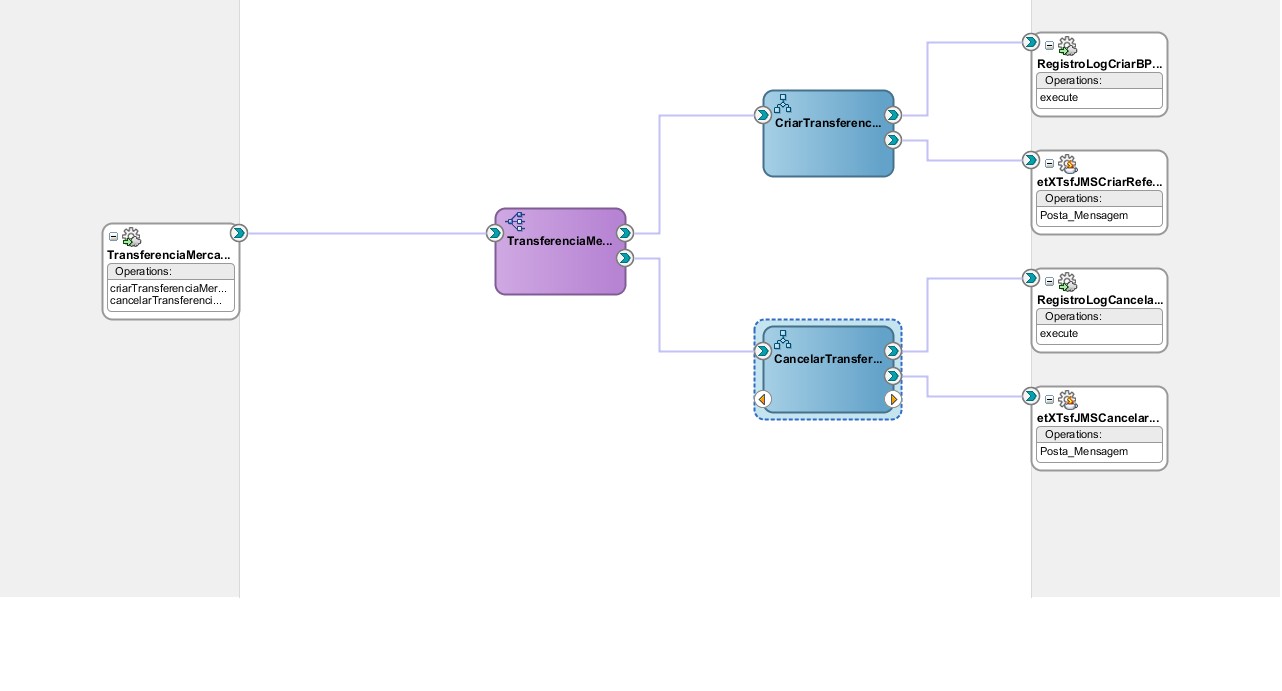 TransferenciaMerca...
Operations:
criarTransferenciaMer...
cancelarTransferenci...
TransferenciaMe...
CriarTransferenc...
CancelarTransfer...
RegistroLogCriarBP...
Operations:
execute
etXTsfJMSCriarRefe...
Operations:
Posta_Mensagem
RegistroLogCancela...
Operations:
execute
etXTsfJMSCancelar...
Operations:
Posta_Mensagem